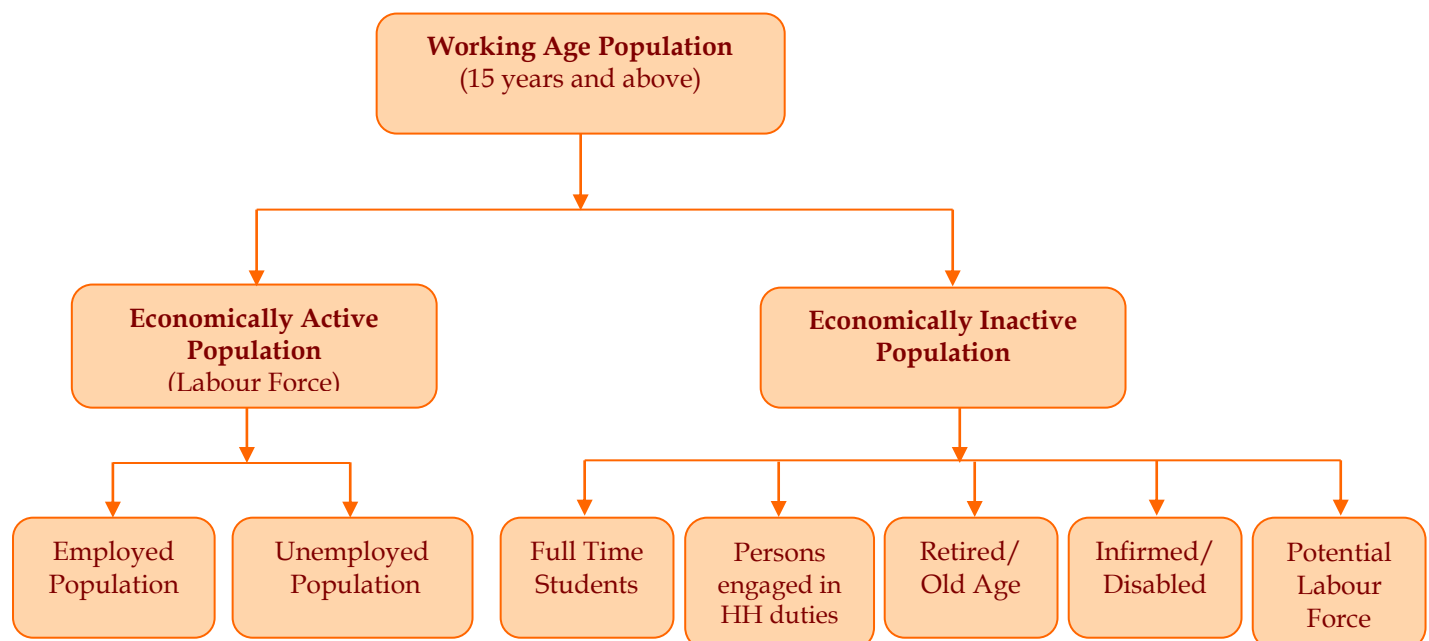 Working Age Population
(15 years and above)
Economically Active
Population
(Labour Force)
Economically Inactive
Population
Employed
Population
Unemployed
Population
Full Time
Students
Persons
engaged in
HH duties
Retired/
Old Age
Infirmed/
Disabled
Potential
Labour
Force